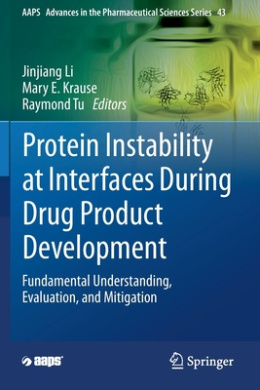 AAPS Advances in the Pharmaceutical Sciences Series 43
Jinjiang Li
Mary E. Krause
Raymond Tu Editors
Protein Instability
at Interfaces During
Drug Product
Development
Fundamental Understanding,
Evaluation, and Mitigation
aaps
Springer